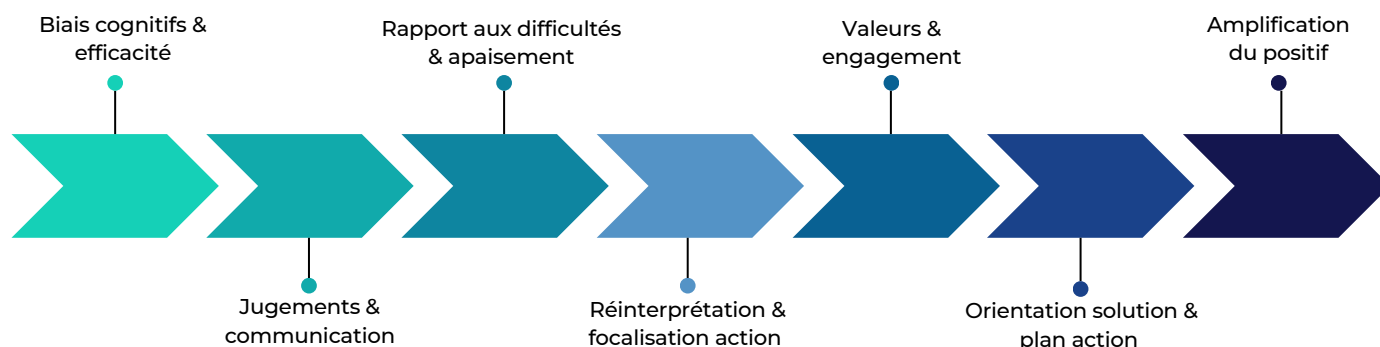 Biais cognitifs &
efficacité
Jugements &
communication
Rapport aux difficultés
& apaisement
Réinterprétation &
focalisation action
Valeurs &
engagement
Orientation solution &
plan action
Amplification
du positif